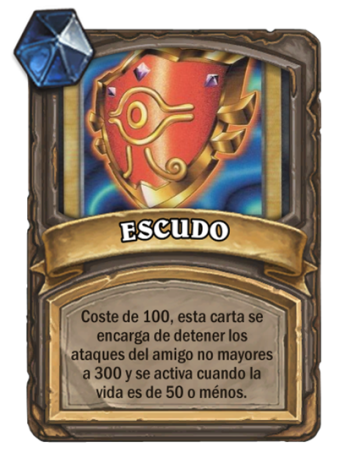 ESCUDO
Coste de 100, esta carta se
encarga de detener los
ataques del amigo no mayores
a 300 y se activa cuando la
vida es de 50 o ménos.